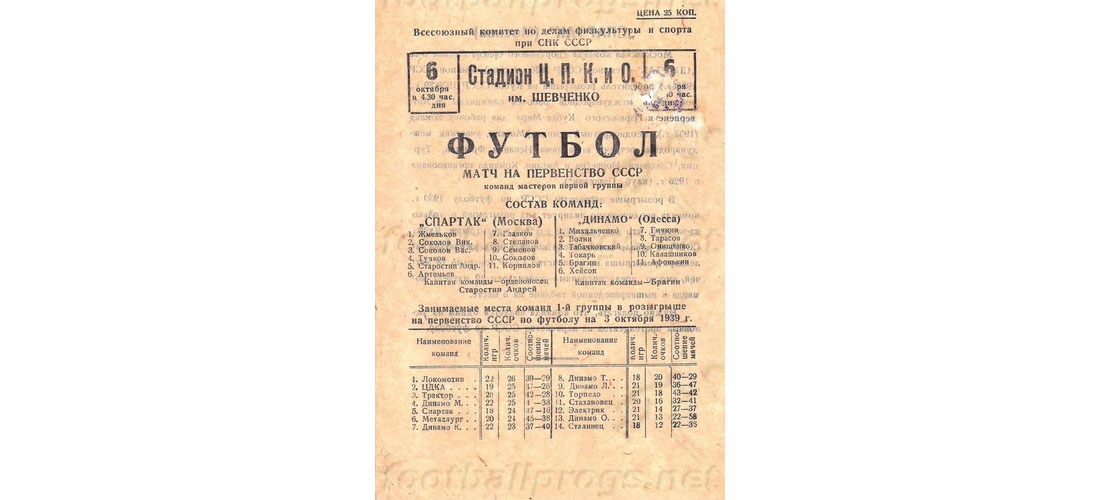 ЦЕНА 25 КОП.
Всесоюзный комитет по делам физкультуры и спорта
при СНК СССР
6
октября
в 4.30 час.
дня
Стадион Ц. П. К. и О.
им. ШЕВЧЕНКО
6
ФУТБОЛ
МАТЧ НА ПЕРВЕНСТВО СССР
команд мастеров первой группы
СОСТАВ КОМАНД:
„СПАРТАК“ (Москва)
1. Жмельков
2. Соколов Вик.
3. Соколов Вас.
4. Тучков
5. Старостин Андр.
6. Артемьев
7. Глазков
8. Степанов
9. Семенов
10. Соколов
11. Корнилов
Капитан команды—орденоносец
Старостин Андрей
„ДИНАМО“ (Одесса)
1. Михальченко
2. Волин
3. Табачковский
4. Токарь
5. Брагин
6. Хейсон
7. Гичкин
8. Тарасов
9. Онищенко
10. Калашников
11. Афонькин
Капитан команды—Брагин
Занимаемые места команд 1-й группы в розыгрыше
на первенство СССР по футболу на 3 октября 1939 г.
Наименование команд Колич. игр Колич. очков Соотношение мячей Наименование команд Колич. игр Колич. очков Соотношение мячей
1. Локомотив . . 22 26 39—29 8. Динамо Т. . . 18 20 40—29
2. ЦДКА . . . . 19 25 37—26 9. Динамо Л. . . 21 19 36—47
3. Трактор . . . 20 25 42—28 10. Торпедо . . . 21 18 43—42
4. Динамо М. . . 22 25 —33 11. Стахановец . . 20 16 32—41
5. Спартак . . . 18 24 37—16 12. Электрик . . . 21 14 27—37
6. Металлург . . 20 24 45—38 13. Динамо О. . . 21 13 22—58
7. Динамо К. . . 22 23 37—40 14. Сталинец . . . 18 12 22—35
footballprogs.na